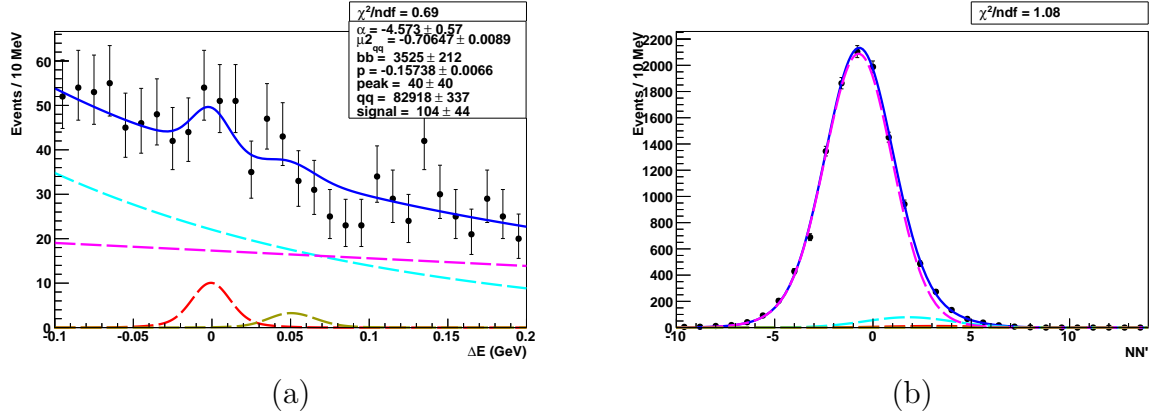 χ²/ndf = 0.69
α = -4.573 ± 0.57
μ2qq = -0.70647 ± 0.0089
bb = 3525 ± 212
p = -0.15738 ± 0.0066
peak = 40 ± 40
qq = 82918 ± 337
signal = 104 ± 44
Events / 10 MeV
60
50
40
30
20
10
0
-0.1 -0.05 0 0.05 0.1 0.15 0.2
ΔE (GeV)
(a)
χ²/ndf = 1.08
Events / 10 MeV
2200
2000
1800
1600
1400
1200
1000
800
600
400
200
0
-10 -5 0 5 10
NN'
(b)